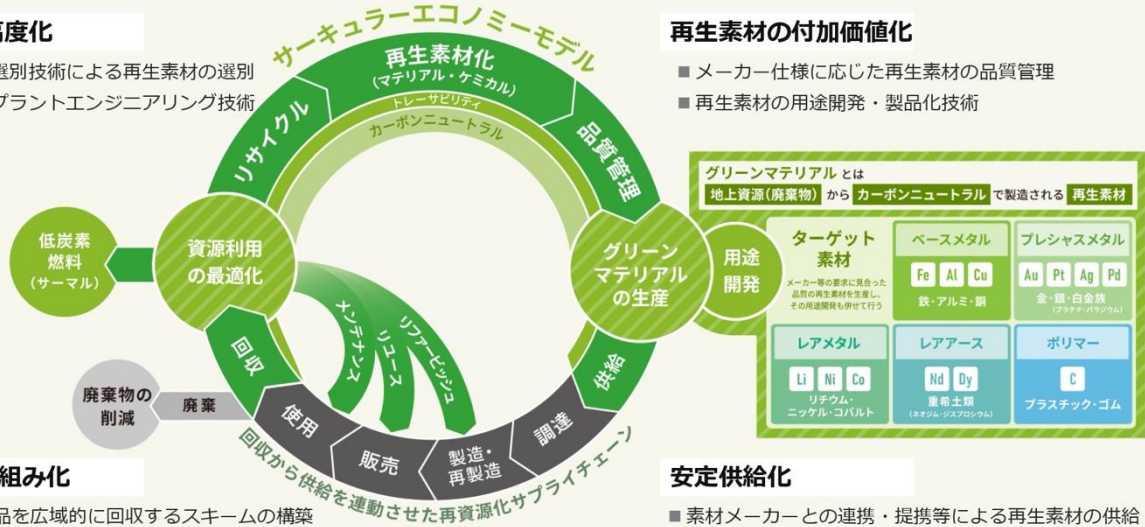 高度化
選別技術による再生素材の選別
プラントエンジニアリング技術
サーキュラーエコノミーモデル
再生素材の付加価値化
■メーカー仕様に応じた再生素材の品質管理
■再生素材の用途開発・製品化技術
リサイクル
再生素材化
(マテリアル・ケミカル)
トレーサビリティ
カーボンニュートラル
品質管理
低炭素
燃料
(サーマル)
資源利用
の最適化
グリーン
マテリアル
の生産
用途
開発
グリーンマテリアル とは
地上資源(廃棄物) から カーボンニュートラル で製造される 再生素材
ターゲット
素材
メーカー等の要求に見合った
品質の再生素材を生産し、
その用途開発も併せて行う
ベースメタル
Fe Al Cu
鉄・アルミ・銅
プレシャスメタル
Au Pt Ag Pd
金・銀・白金族
(プラチナ・パラジウム)
レアメタル
Li Ni Co
リチウム・
ニッケル・コバルト
レアアース
Nd Dy
重希土類
(ネオジム・ジスプロシウム)
ポリマー
C
プラスチック・ゴム
メンテナンス
リユース
リファービッシュ
廃棄物の
削減
廃棄
回収
使用
販売
製造・
再製造
調達
供給
回収から供給を連動させた再資源化サプライチェーン
組み化
品を広域的に回収するスキームの構築
安定供給化
■素材メーカーとの連携・提携等による再生素材の供給